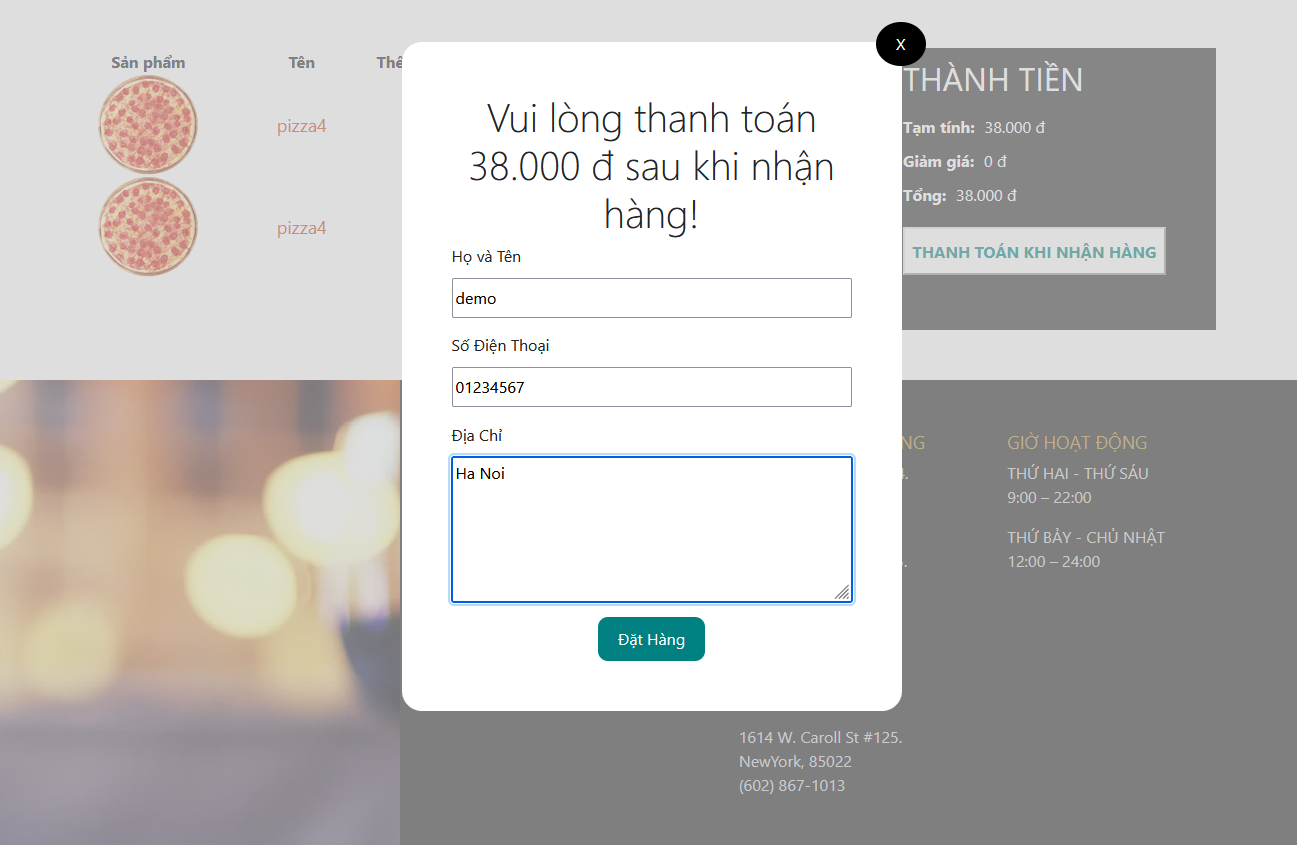 X
Sản phẩm Tên
pizza4
pizza4
Vui lòng thanh toán
38.000 đ sau khi nhận
hàng!
Họ và Tên
demo
Số Điện Thoại
01234567
Địa Chỉ
Ha Noi
Đặt Hàng
THÀNH TIỀN
Tạm tính: 38.000 đ
Giảm giá: 0 đ
Tổng: 38.000 đ
THANH TOÁN KHI NHẬN HÀNG
GIỜ HOẠT ĐỘNG
THỨ HAI - THỨ SÁU
9:00 – 22:00
THỨ BẢY - CHỦ NHẬT
12:00 – 24:00
1614 W. Caroll St #125.
NewYork, 85022
(602) 867-1013